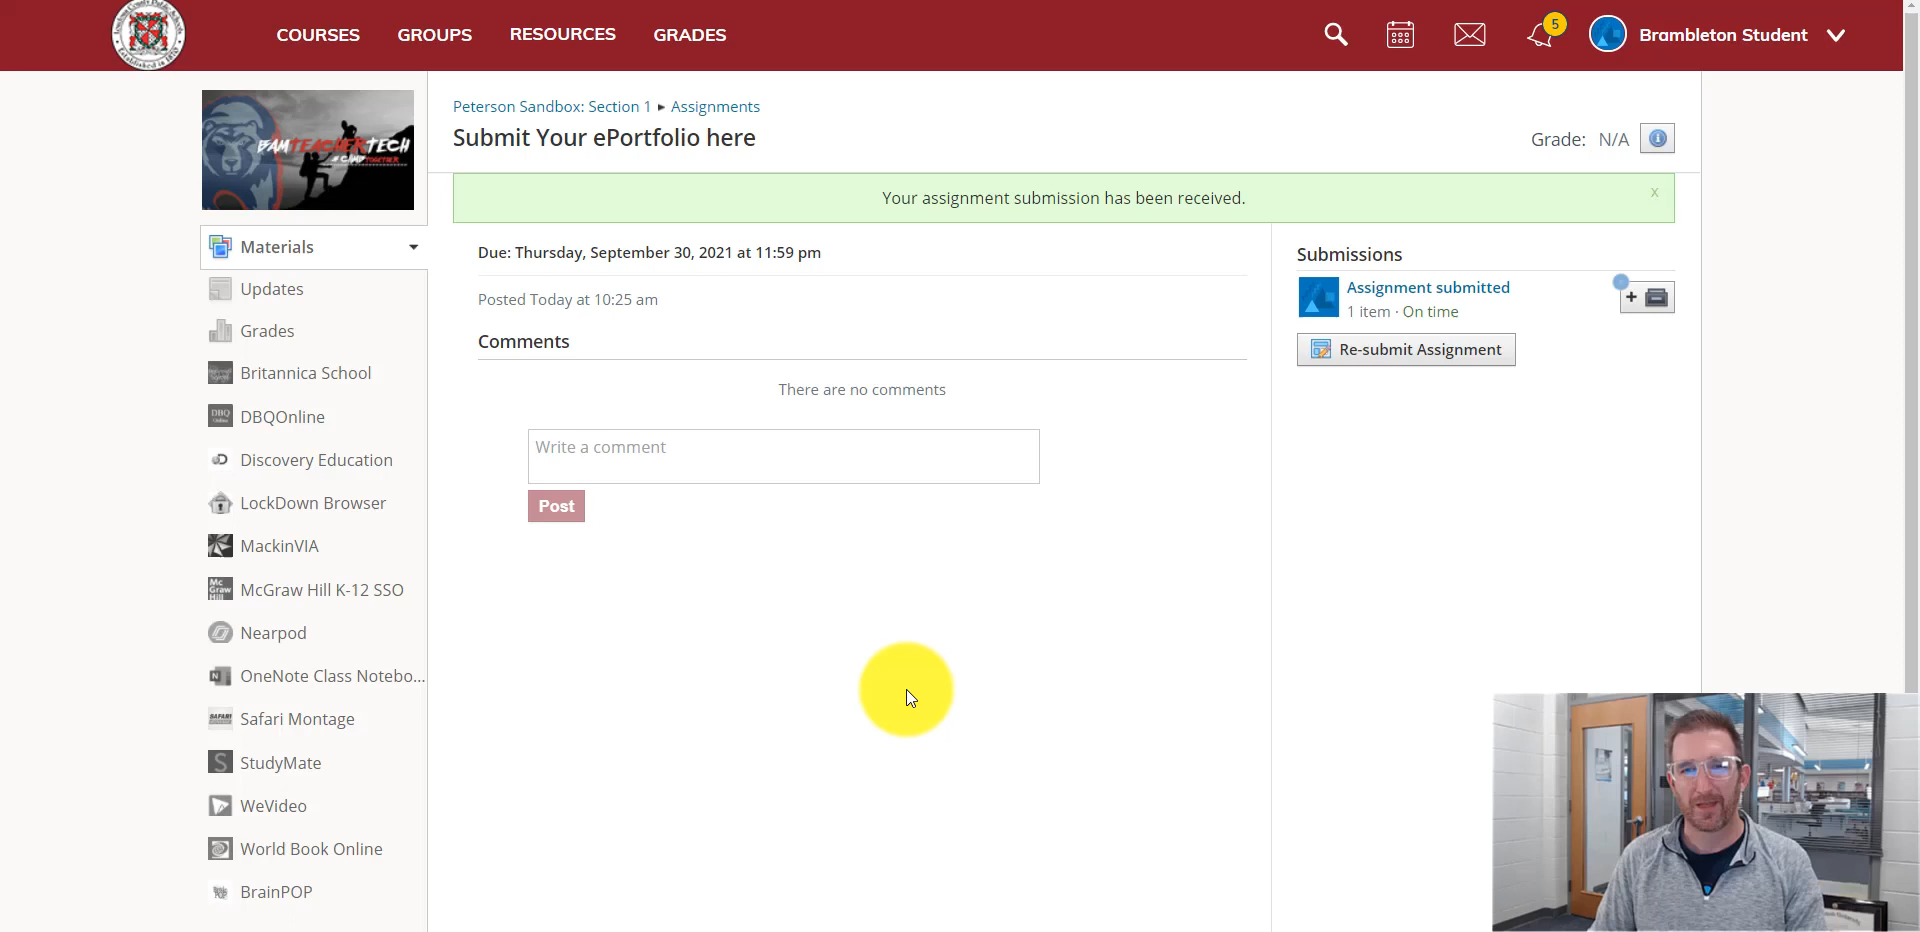 COURSES GROUPS RESOURCES GRADES 5 Brambleton Student
BAMTEACHERTECH
Peterson Sandbox: Section 1 ▸ Assignments
Submit Your ePortfolio here
Grade: N/A
Your assignment submission has been received. x
Materials
Updates
Grades
Britannica School
DBQOnline
Discovery Education
LockDown Browser
MackinVIA
McGraw Hill K-12 SSO
Nearpod
OneNote Class Notebo...
Safari Montage
StudyMate
WeVideo
World Book Online
BrainPOP
Due: Thursday, September 30, 2021 at 11:59 pm
Posted Today at 10:25 am
Comments
There are no comments
Write a comment
Post
Submissions
Assignment submitted
1 item · On time
Re-submit Assignment